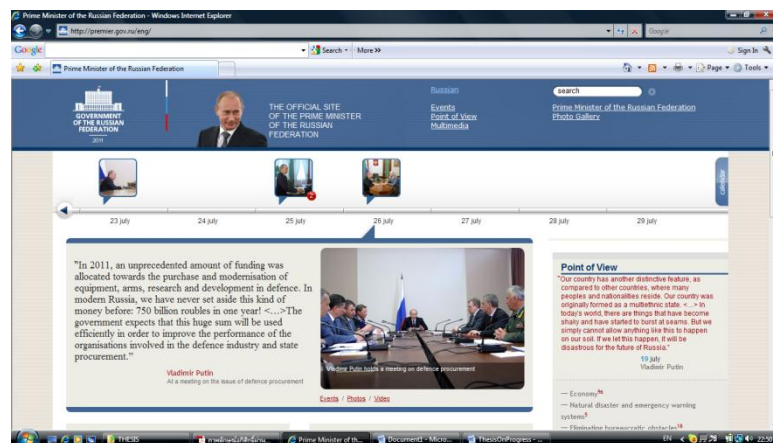 Prime Minister of the Russian Federation - Windows Internet Explorer
http://premier.gov.ru/eng/
Google
Google
Search
More >>
Sign In
Prime Minister of the Russian Federation
Page
Tools
GOVERNMENT
OF THE RUSSIAN
FEDERATION
2011
THE OFFICIAL SITE
OF THE PRIME MINISTER
OF THE RUSSIAN
FEDERATION
Russian
Events
Point of View
Multimedia
search
Prime Minister of the Russian Federation
Photo Gallery
2
calendar
23 july
24 july
25 july
26 july
27 july
28 july
29 july
"In 2011, an unprecedented amount of funding was
allocated towards the purchase and modernisation of
equipment, arms, research and development in defence. In
modern Russia, we have never set aside this kind of
money before: 750 billion roubles in one year! <...>The
government expects that this huge sum will be used
efficiently in order to improve the performance of the
organisations involved in the defence industry and state
procurement."
Vladimir Putin
At a meeting on the issue of defence procurement
Vladimir Putin holds a meeting on defence procurement
Events / Photos / Video
Point of View
"Our country has another distinctive feature, as
compared to other countries, where many
peoples and nationalities reside. Our country was
originally formed as a multiethnic state. <...> In
today's world, there are things that have become
shaky and have started to burst at seams. But we
simply cannot allow anything like this to happen
on our soil. If we let this happen, it will be
disastrous for the future of Russia."
19 july
Vladimir Putin
— Economy
— Natural disaster and emergency warning
systems
— Elimination bureaucratic obstacles
THESIS
Prime Minister of th...
Document1 - Micro...
ThesisOnProgress - ...
EN
22:50